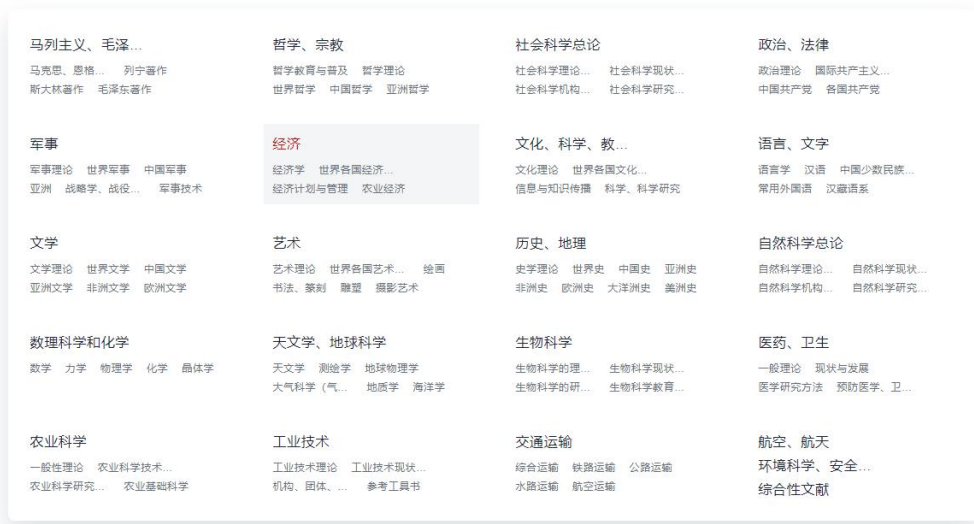 马列主义、毛泽...
马克思、恩格... 列宁著作
斯大林著作 毛泽东著作
哲学、宗教
哲学教育与普及 哲学理论
世界哲学 中国哲学 亚洲哲学
社会科学总论
社会科学理论... 社会科学现状...
社会科学机构... 社会科学研究...
政治、法律
政治理论 国际共产主义...
中国共产党 各国共产党
军事
军事理论 世界军事 中国军事
亚洲 战略学、战役... 军事技术
经济
经济学 世界各国经济...
经济计划与管理 农业经济
文化、科学、教...
文化理论 世界各国文化...
信息与知识传播 科学、科学研究
语言、文字
语言学 汉语 中国少数民族...
常用外国语 汉藏语系
文学
文学理论 世界文学 中国文学
亚洲文学 非洲文学 欧洲文学
艺术
艺术理论 世界各国艺术... 绘画
书法、篆刻 雕塑 摄影艺术
历史、地理
史学理论 世界史 中国史 亚洲史
非洲史 欧洲史 大洋洲史 美洲史
自然科学总论
自然科学理论... 自然科学现状...
自然科学机构... 自然科学研究...
数理科学和化学
数学 力学 物理学 化学 晶体学
天文学、地球科学
天文学 测绘学 地球物理学
大气科学（气... 地质学 海洋学
生物科学
生物科学的理... 生物科学现状...
生物科学的研... 生物科学教育...
医药、卫生
一般理论 现状与发展
医学研究方法 预防医学、卫...
农业科学
一般性理论 农业科学技术...
农业科学研究... 农业基础科学
工业技术
工业技术理论 工业技术现状...
机构、团体、... 参考工具书
交通运输
综合运输 铁路运输 公路运输
水路运输 航空运输
航空、航天
环境科学、安全...
综合性文献